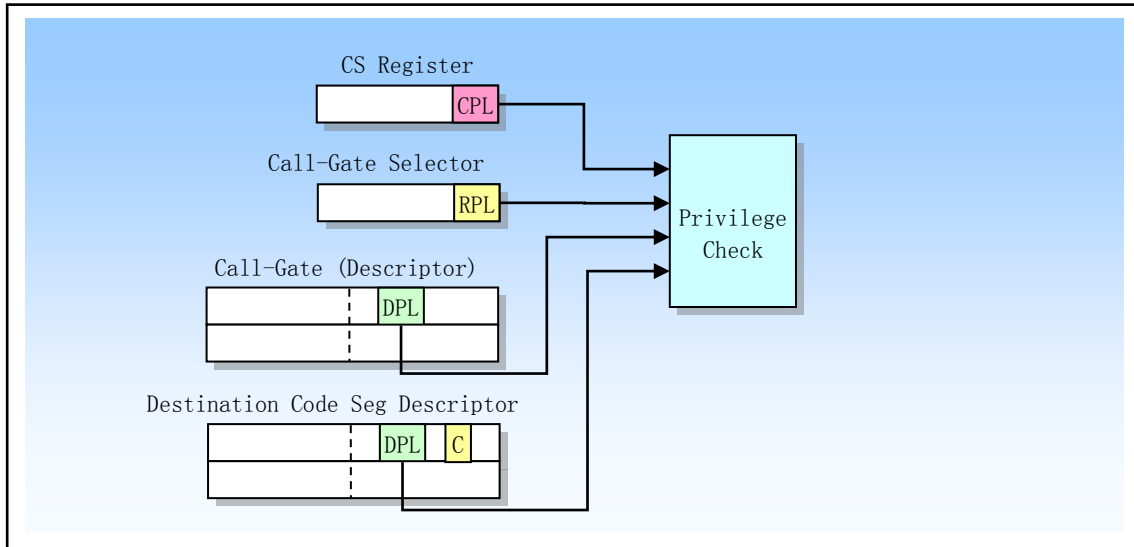 CS Register
CPL
Call-Gate Selector
RPL
Privilege
Check
Call-Gate (Descriptor)
DPL
Destination Code Seg Descriptor
DPL
C